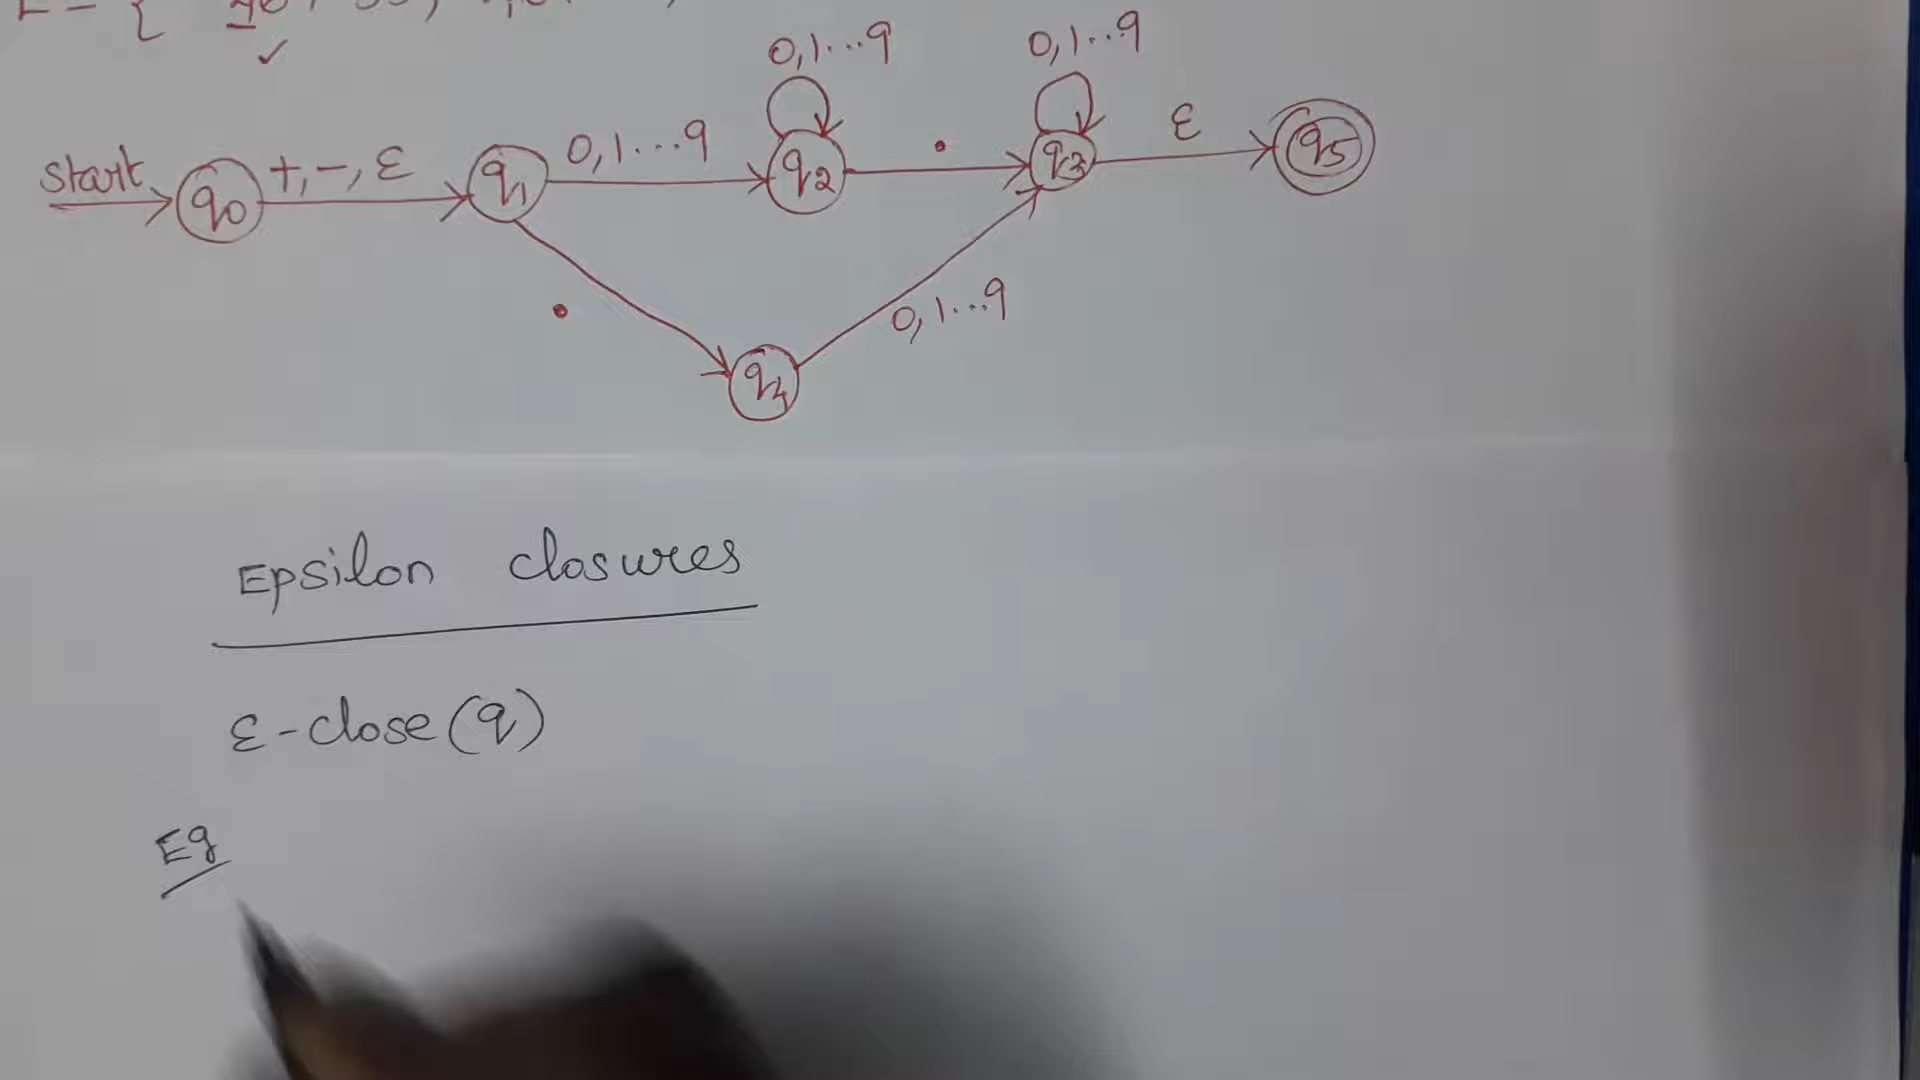 0,1...9 0,1..9
start q0 +,-,ε q1 0,1...9 q2 . q3 ε q5
. q4 0,1...9
Epsilon closures
ε-close(q)
Eg